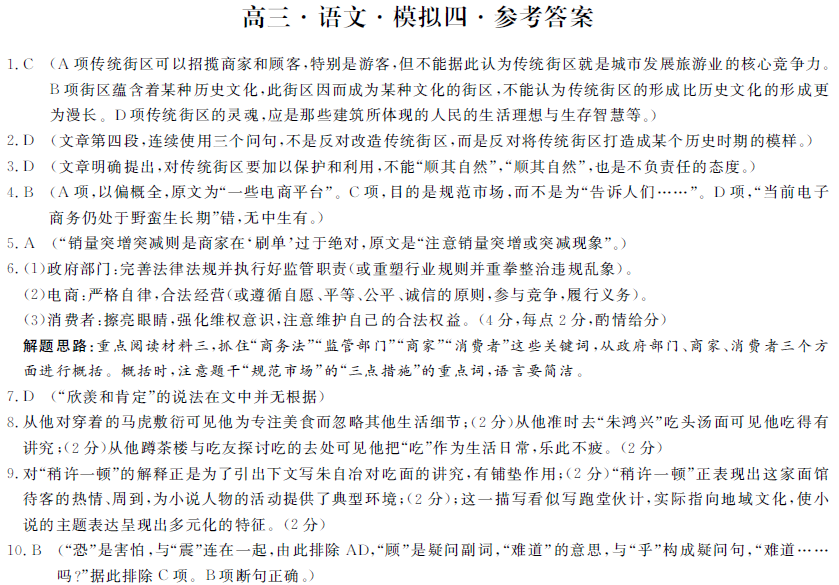 高三·语文·模拟四·参考答案
1. C （A 项传统街区可以招揽商家和顾客,特别是游客,但不能据此认为传统街区就是城市发展旅游业的核心竞争力。
B 项街区蕴含着某种历史文化,此街区因而成为某种文化的街区,不能认为传统街区的形成比历史文化的形成更
为漫长。D 项传统街区的灵魂,应是那些建筑所体现的人民的生活理想与生存智慧等。）
2. D （文章第四段,连续使用三个问句,不是反对改造传统街区,而是反对将传统街区打造成某个历史时期的模样。）
3. D （文章明确提出,对传统街区要加以保护和利用,不能“顺其自然”,“顺其自然”,也是不负责任的态度。）
4. B （A 项,以偏概全,原文为“一些电商平台”。C 项,目的是规范市场,而不是为“告诉人们……”。D 项,“当前电子
商务仍处于野蛮生长期”错,无中生有。）
5. A （“销量突增突减则是商家在‘刷单’过于绝对,原文是“注意销量突增或突减现象”。）
6. (1)政府部门:完善法律法规并执行好监管职责(或重塑行业规则并重拳整治违规乱象)。
(2)电商:严格自律,合法经营(或遵循自愿、平等、公平、诚信的原则,参与竞争,履行义务)。
(3)消费者:擦亮眼睛,强化维权意识,注意维护自己的合法权益。(4 分,每点 2 分,酌情给分)
解题思路:重点阅读材料三,抓住“商务法”“监管部门”“商家”“消费者”这些关键词,从政府部门、商家、消费者三个方
面进行概括。概括时,注意题干“规范市场”的“三点措施”的重点词,语言要简洁。
7. D （“欣羡和肯定”的说法在文中并无根据）
8. 从他对穿着的马虎敷衍可见他为专注美食而忽略其他生活细节;(2 分)从他准时去“朱鸿兴”吃头汤面可见他吃得有
讲究;(2 分)从他蹲茶楼与吃友探讨吃的去处可见他把“吃”作为生活日常,乐此不疲。(2 分)
9. 对“稍许一顿”的解释正是为了引出下文写朱自冶对吃面的讲究,有铺垫作用;(2 分)“稍许一顿”正表现出这家面馆
待客的热情、周到,为小说人物的活动提供了典型环境;(2 分);这一描写看似写跑堂伙计,实际指向地域文化,使小
说的主题表达呈现出多元化的特征。(2 分)
10. B （“恐”是害怕,与“震”连在一起,由此排除 AD,“顾”是疑问副词,“难道”的意思,与“乎”构成疑问句,“难道……
吗?”据此排除 C 项。B 项断句正确。）